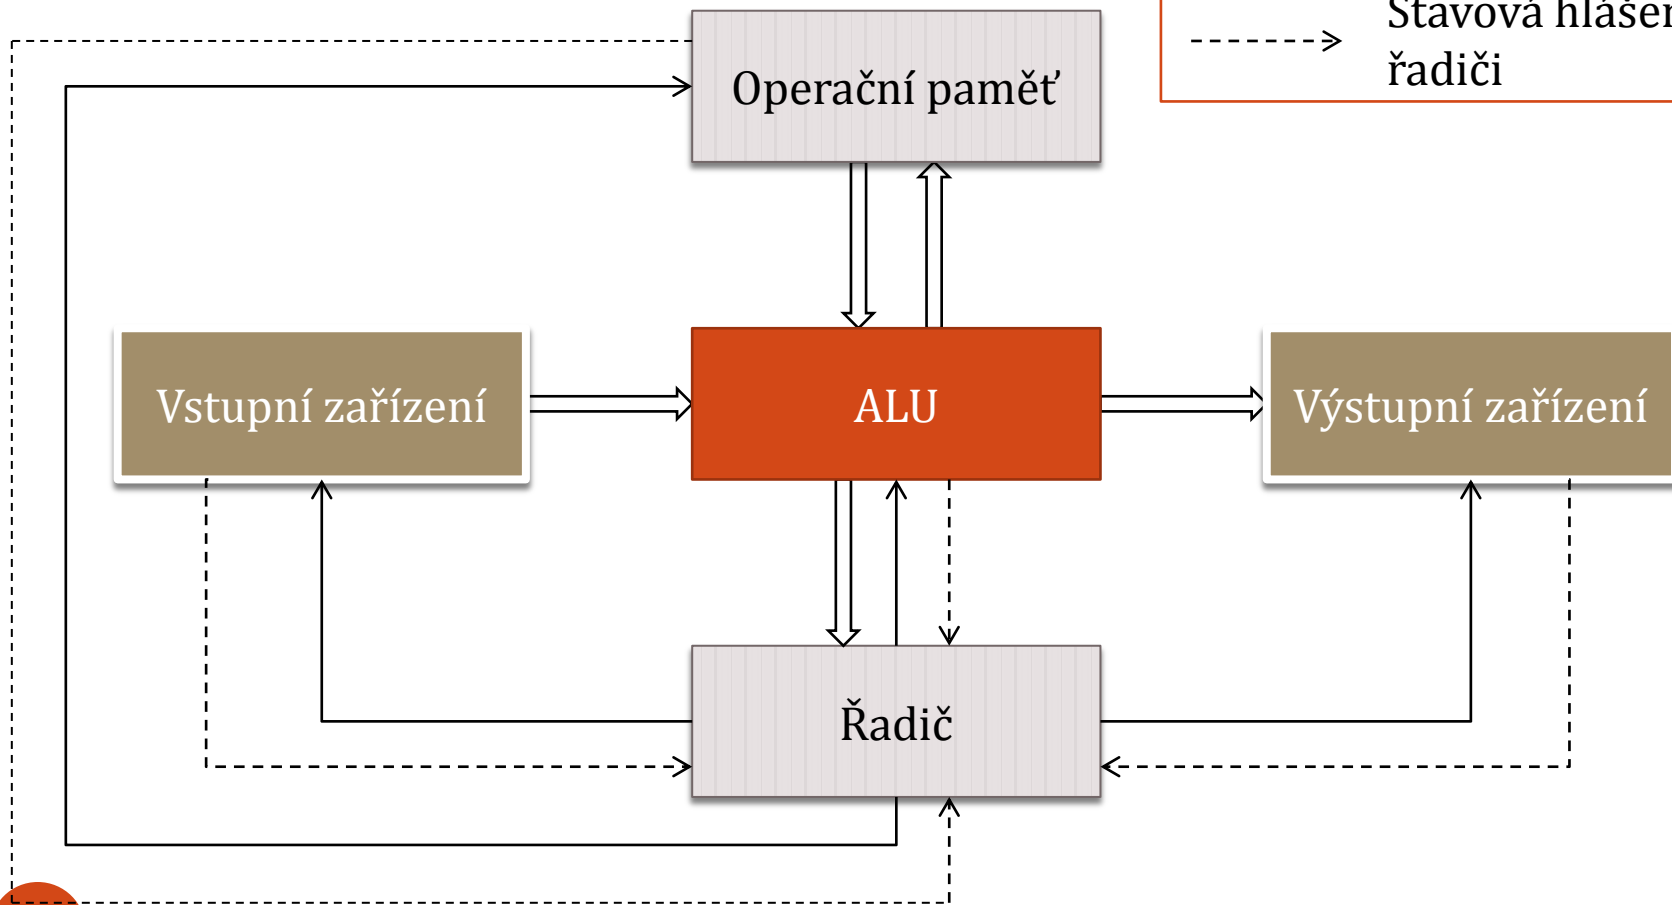 Stavová hlášen
řadiči
Operační paměť
Vstupní zařízení
ALU
Výstupní zařízení
Řadič